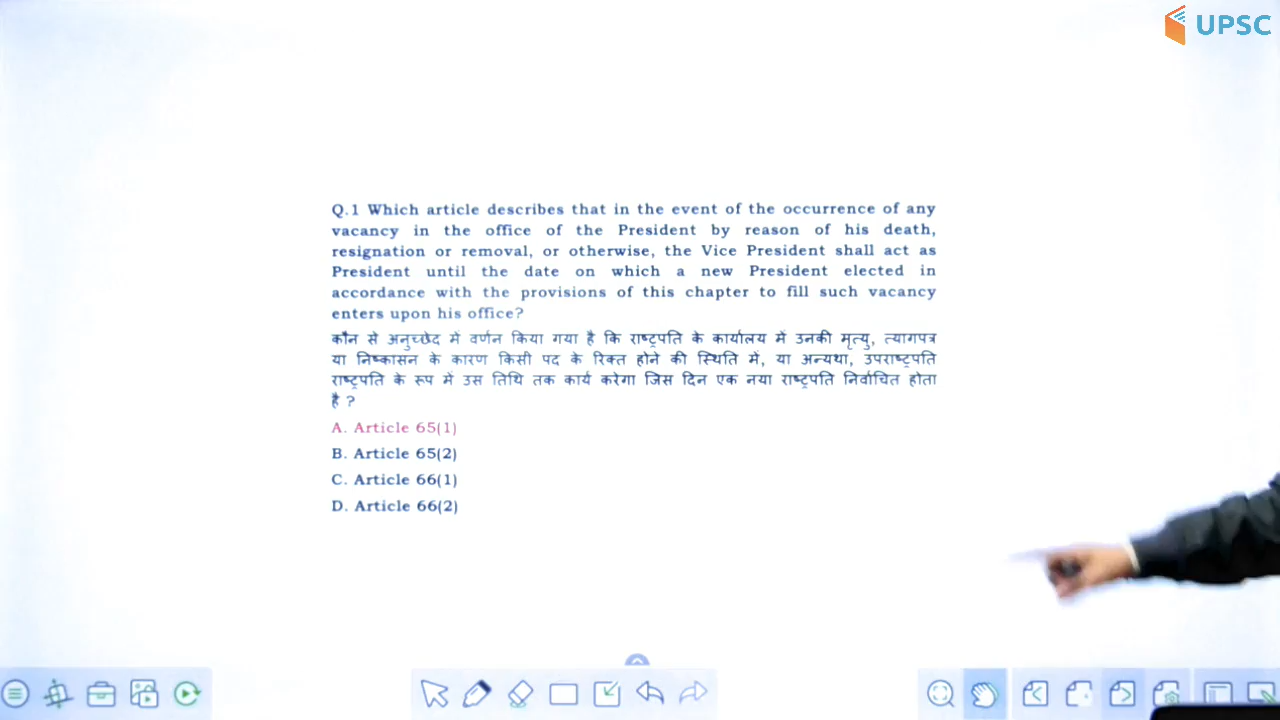 UPSC
Q.1 Which article describes that in the event of the occurrence of any
vacancy in the office of the President by reason of his death,
resignation or removal, or otherwise, the Vice President shall act as
President until the date on which a new President elected in
accordance with the provisions of this chapter to fill such vacancy
enters upon his office?
कौन से अनुच्छेद में वर्णन किया गया है कि राष्ट्रपति के कार्यालय में उनकी मृत्यु, त्यागपत्र
या निष्कासन के कारण किसी पद के रिक्त होने की स्थिति में, या अन्यथा, उपराष्ट्रपति
राष्ट्रपति के रूप में उस तिथि तक कार्य करेगा जिस दिन एक नया राष्ट्रपति निर्वाचित होता
है ?
A. Article 65(1)
B. Article 65(2)
C. Article 66(1)
D. Article 66(2)